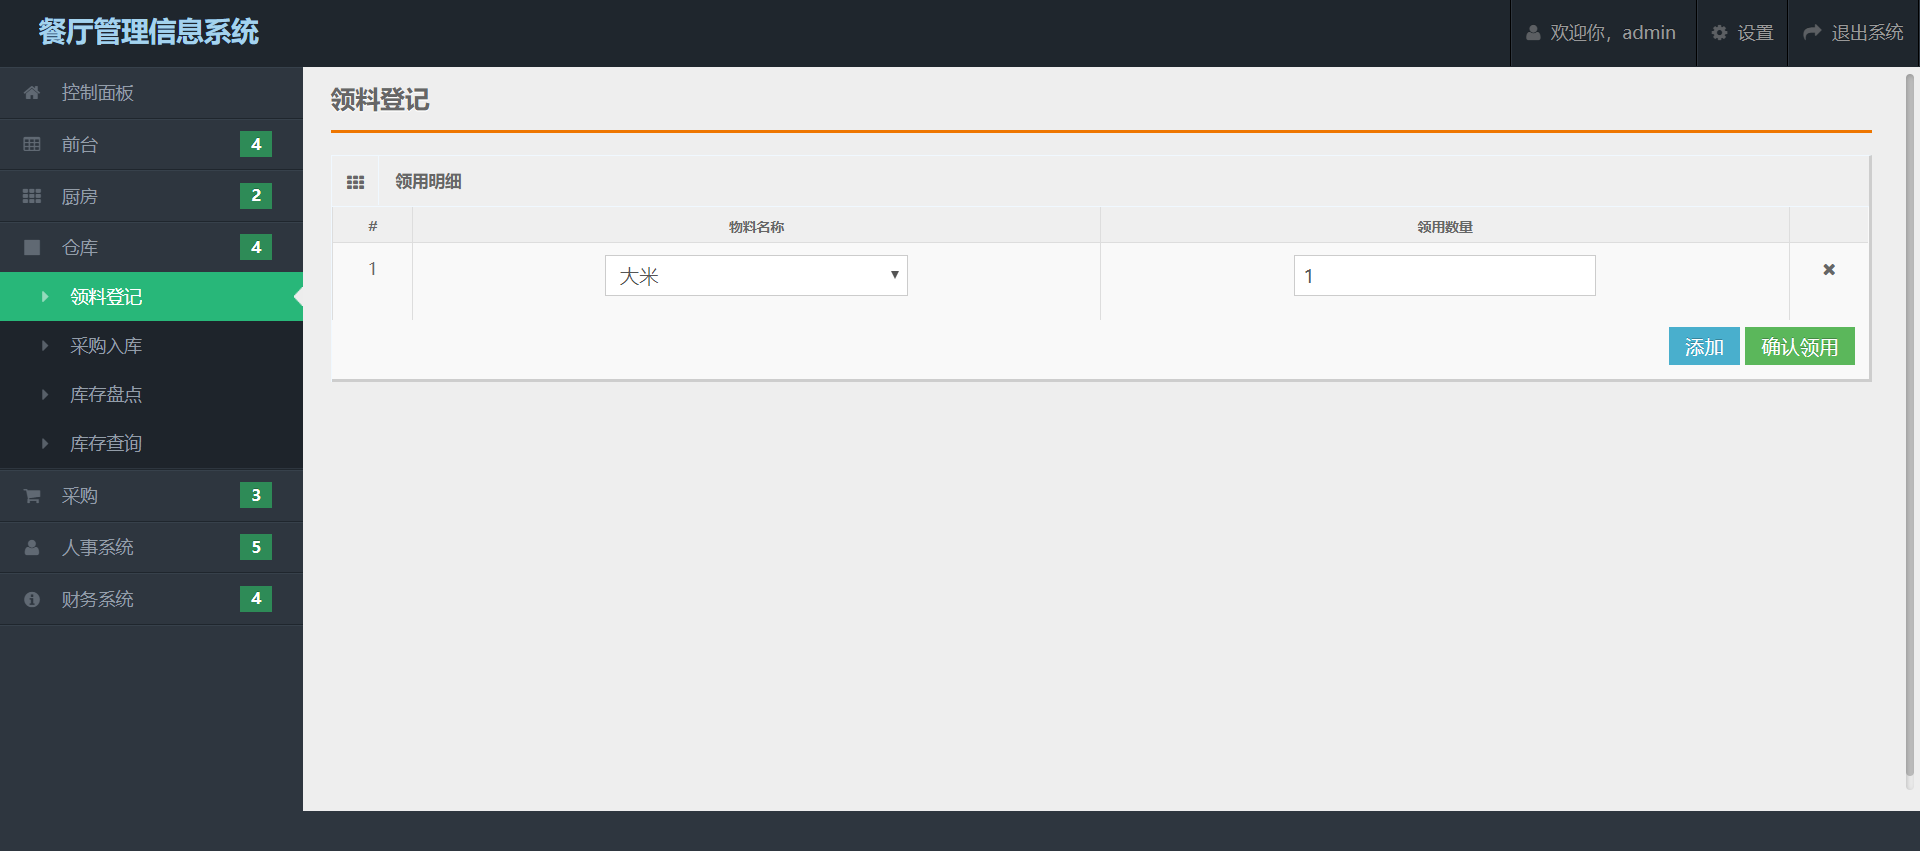 餐厅管理信息系统
欢迎你，admin
设置
退出系统
控制面板
前台 4
厨房 2
仓库 4
领料登记
采购入库
库存盘点
库存查询
采购 3
人事系统 5
财务系统 4
领料登记
领用明细
# 物料名称 领用数量
1 大米 1
添加 确认领用